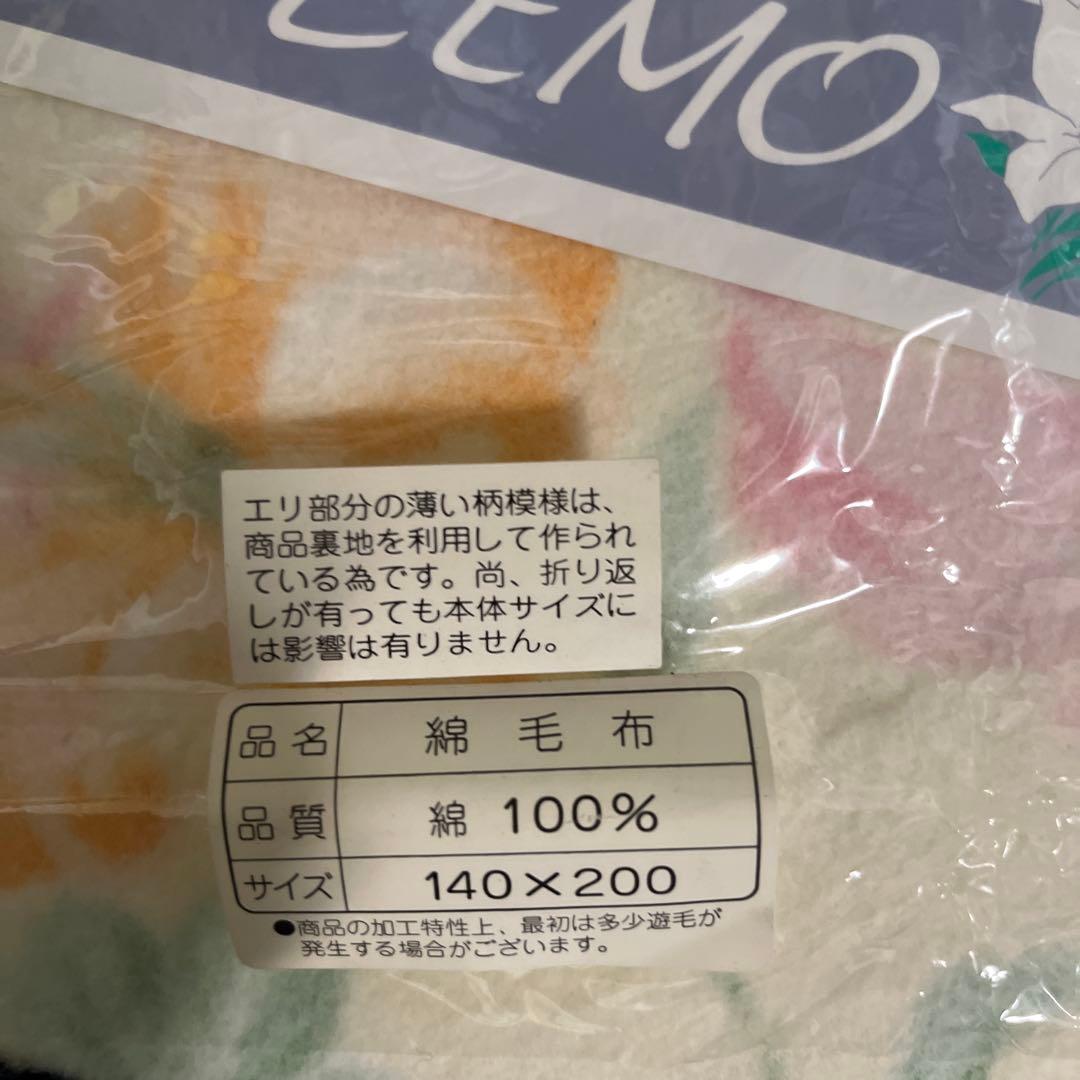 エリ部分の薄い柄模様は、
商品裏地を利用して作られ
ている為です。尚、折り返
しが有っても本体サイズに
は影響は有りません。
品名 綿毛布
品質 綿 100%
サイズ 140×200
●商品の加工特性上、最初は多少遊毛が
発生する場合がございます。